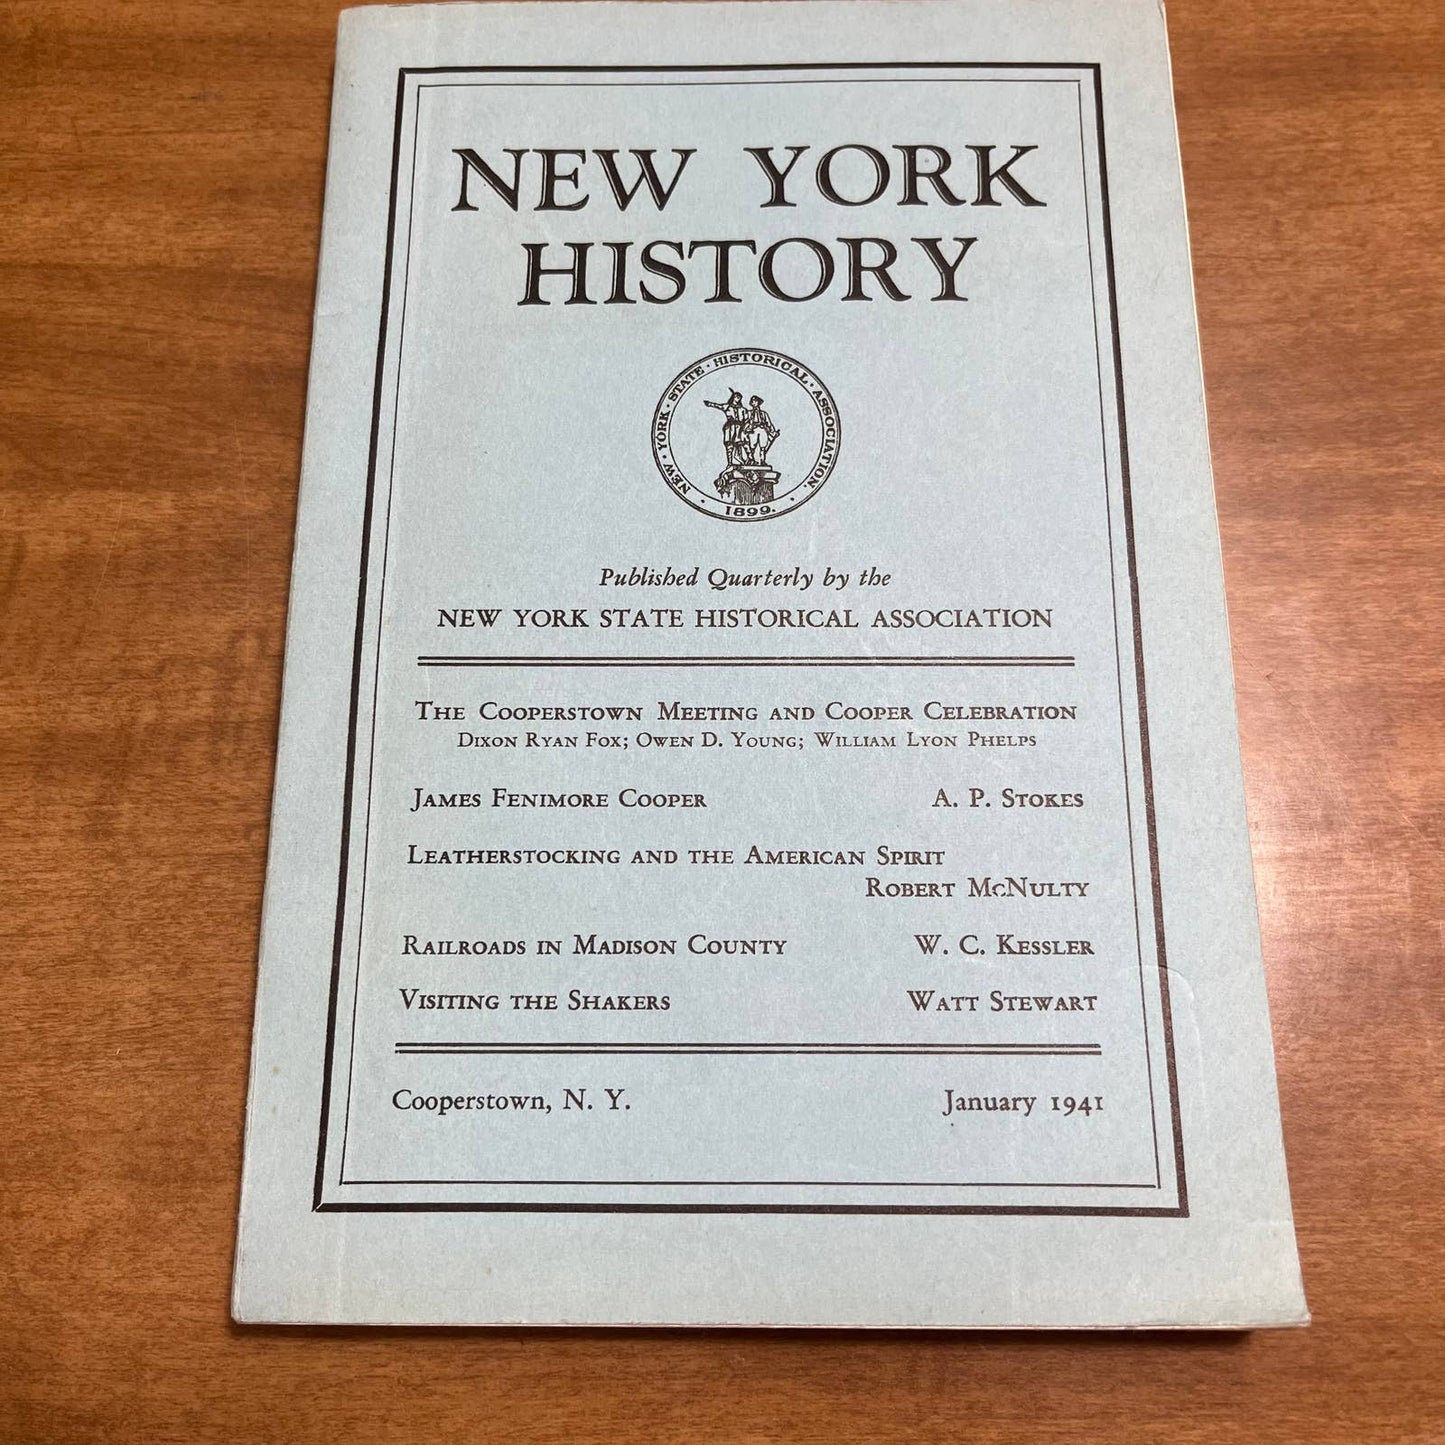 NEW YORK
HISTORY
NEW · YORK · STATE · HISTORICAL · ASSOCIATION.
· 1899. ·
Published Quarterly by the
NEW YORK STATE HISTORICAL ASSOCIATION
THE COOPERSTOWN MEETING AND COOPER CELEBRATION
DIXON RYAN FOX; OWEN D. YOUNG; WILLIAM LYON PHELPS
JAMES FENIMORE COOPER A. P. STOKES
LEATHERSTOCKING AND THE AMERICAN SPIRIT
ROBERT McNULTY
RAILROADS IN MADISON COUNTY W. C. KESSLER
VISITING THE SHAKERS WATT STEWART
Cooperstown, N. Y. January 1941